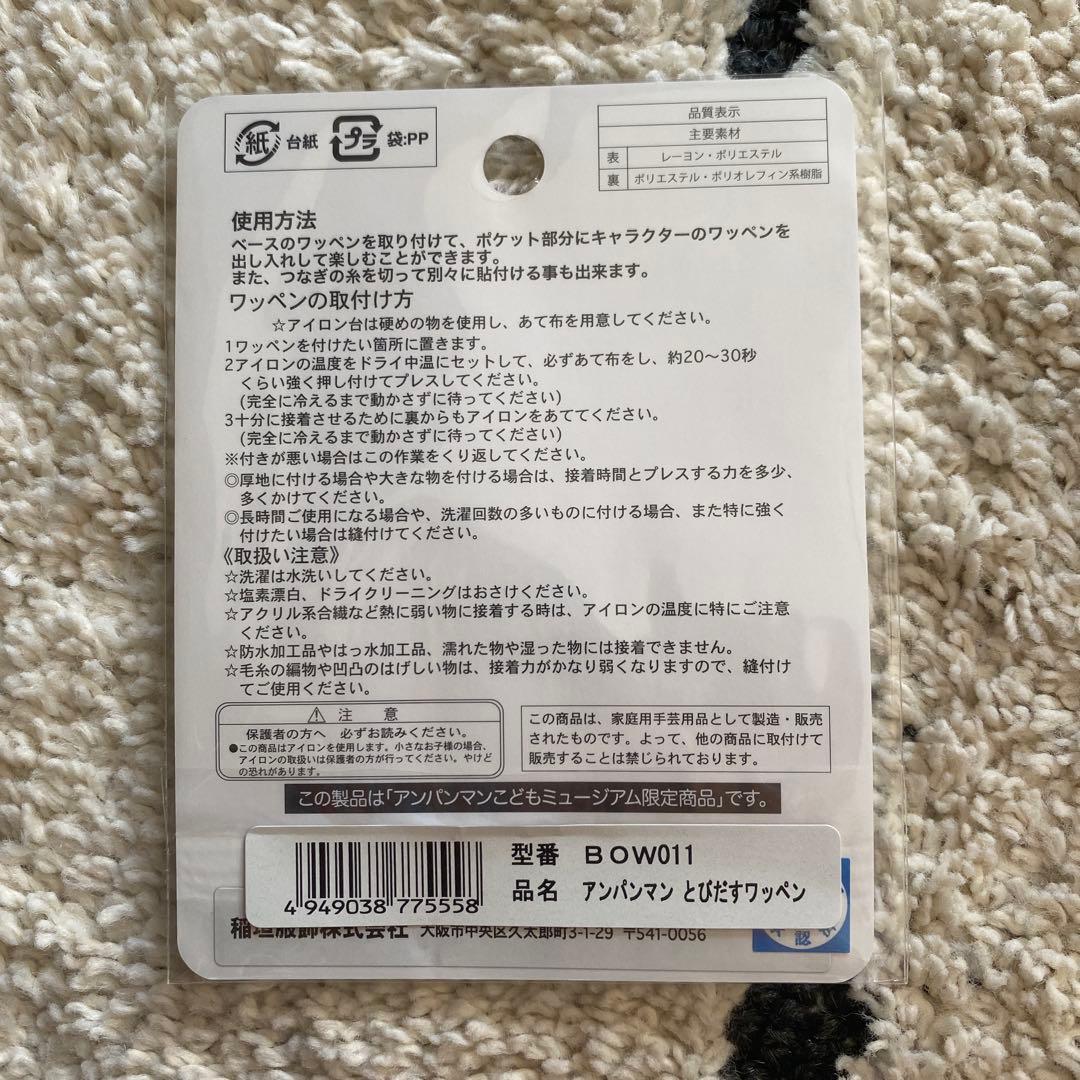 紙 台紙 プラ 袋:PP
品質表示
主要素材
表 レーヨン・ポリエステル
裏 ポリエステル・ポリオレフィン系樹脂
使用方法
ベースのワッペンを取り付けて、ポケット部分にキャラクターのワッペンを
出し入れして楽しむことができます。
また、つなぎの糸を切って別々に貼付ける事も出来ます。
ワッペンの取付け方
☆アイロン台は硬めの物を使用し、あて布を用意してください。
1ワッペンを付けたい箇所に置きます。
2アイロンの温度をドライ中温にセットして、必ずあて布をし、約20〜30秒
くらい強く押し付けてプレスしてください。
(完全に冷えるまで動かさずに待ってください)
3十分に接着させるために裏からもアイロンをあててください。
(完全に冷えるまで動かさずに待ってください)
※付きが悪い場合はこの作業をくり返してください。
◎厚地に付ける場合や大きな物を付ける場合は、接着時間とプレスする力を多少、
多くかけてください。
◎長時間ご使用になる場合や、洗濯回数の多いものに付ける場合、また特に強く
付けたい場合は縫付けてください。
《取扱い注意》
☆洗濯は水洗いしてください。
☆塩素漂白、ドライクリーニングはおさけください。
☆アクリル系合繊など熱に弱い物に接着する時は、アイロンの温度に特にご注意
ください。
☆防水加工品やはっ水加工品、濡れた物や湿った物には接着できません。
☆毛糸の編物や凹凸のはげしい物は、接着力がかなり弱くなりますので、縫付け
てご使用ください。
⚠ 注 意
保護者の方へ 必ずお読みください。
●この商品はアイロンを使用します。小さなお子様の場合、
アイロンの取扱いは保護者の方が行ってください。やけど
の恐れがあります。
この商品は、家庭用手芸用品として製造・販売
されたものです。よって、他の商品に取付けて
販売することは禁じられております。
この製品は「アンパンマンこどもミュージアム限定商品」です。
型番 BOW011
品名 アンパンマン とびだすワッペン
4 949038 775558
稲垣服飾株式会社 大阪市中央区久太郎町3-1-29 〒541-0056
認